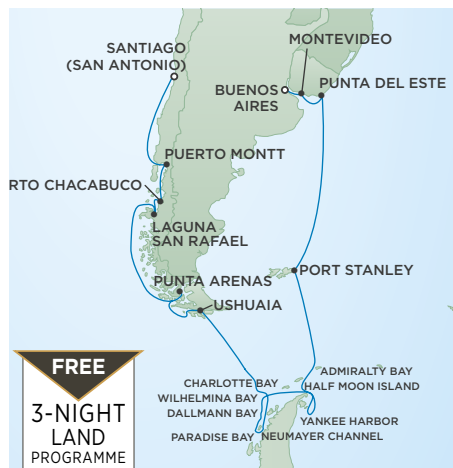 MONTEVIDEO
SANTIAGO
(SAN ANTONIO)
PUNTA DEL ESTE
BUENOS
AIRES
PUERTO MONTT
RTO CHACABUCO
LAGUNA
SAN RAFAEL
PORT STANLEY
PUNTA ARENAS
USHUAIA
FREE
3-NIGHT
LAND
PROGRAMME
ADMIRALTY BAY
CHARLOTTE BAY
HALF MOON ISLAND
WILHELMINA BAY
DALLMANN BAY
YANKEE HARBOR
PARADISE BAY
NEUMAYER CHANNEL